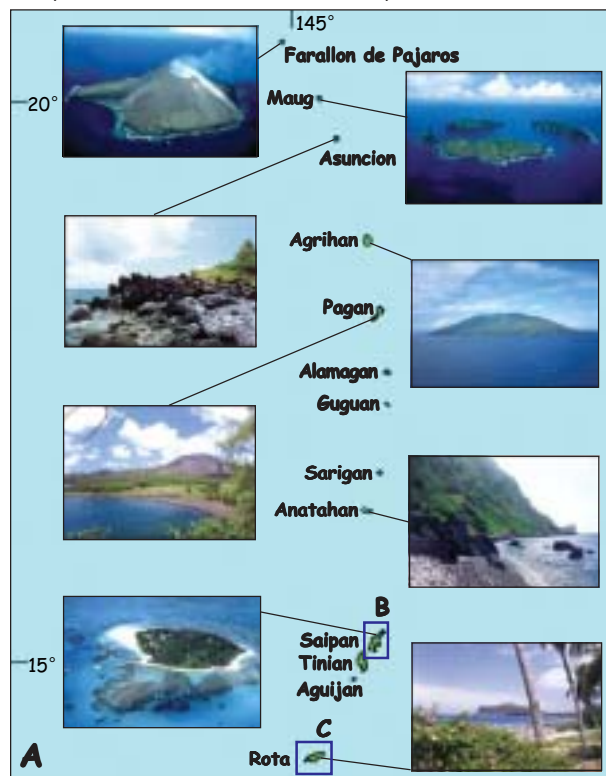 145°
Farallon de Pajaros
Maug
20°
Asuncion
Agrihan
Pagan
Alamagan
Guguan
Sarigan
Anatahan
B
Saipan
15°
Tinian
Aguijan
C
A
Rota